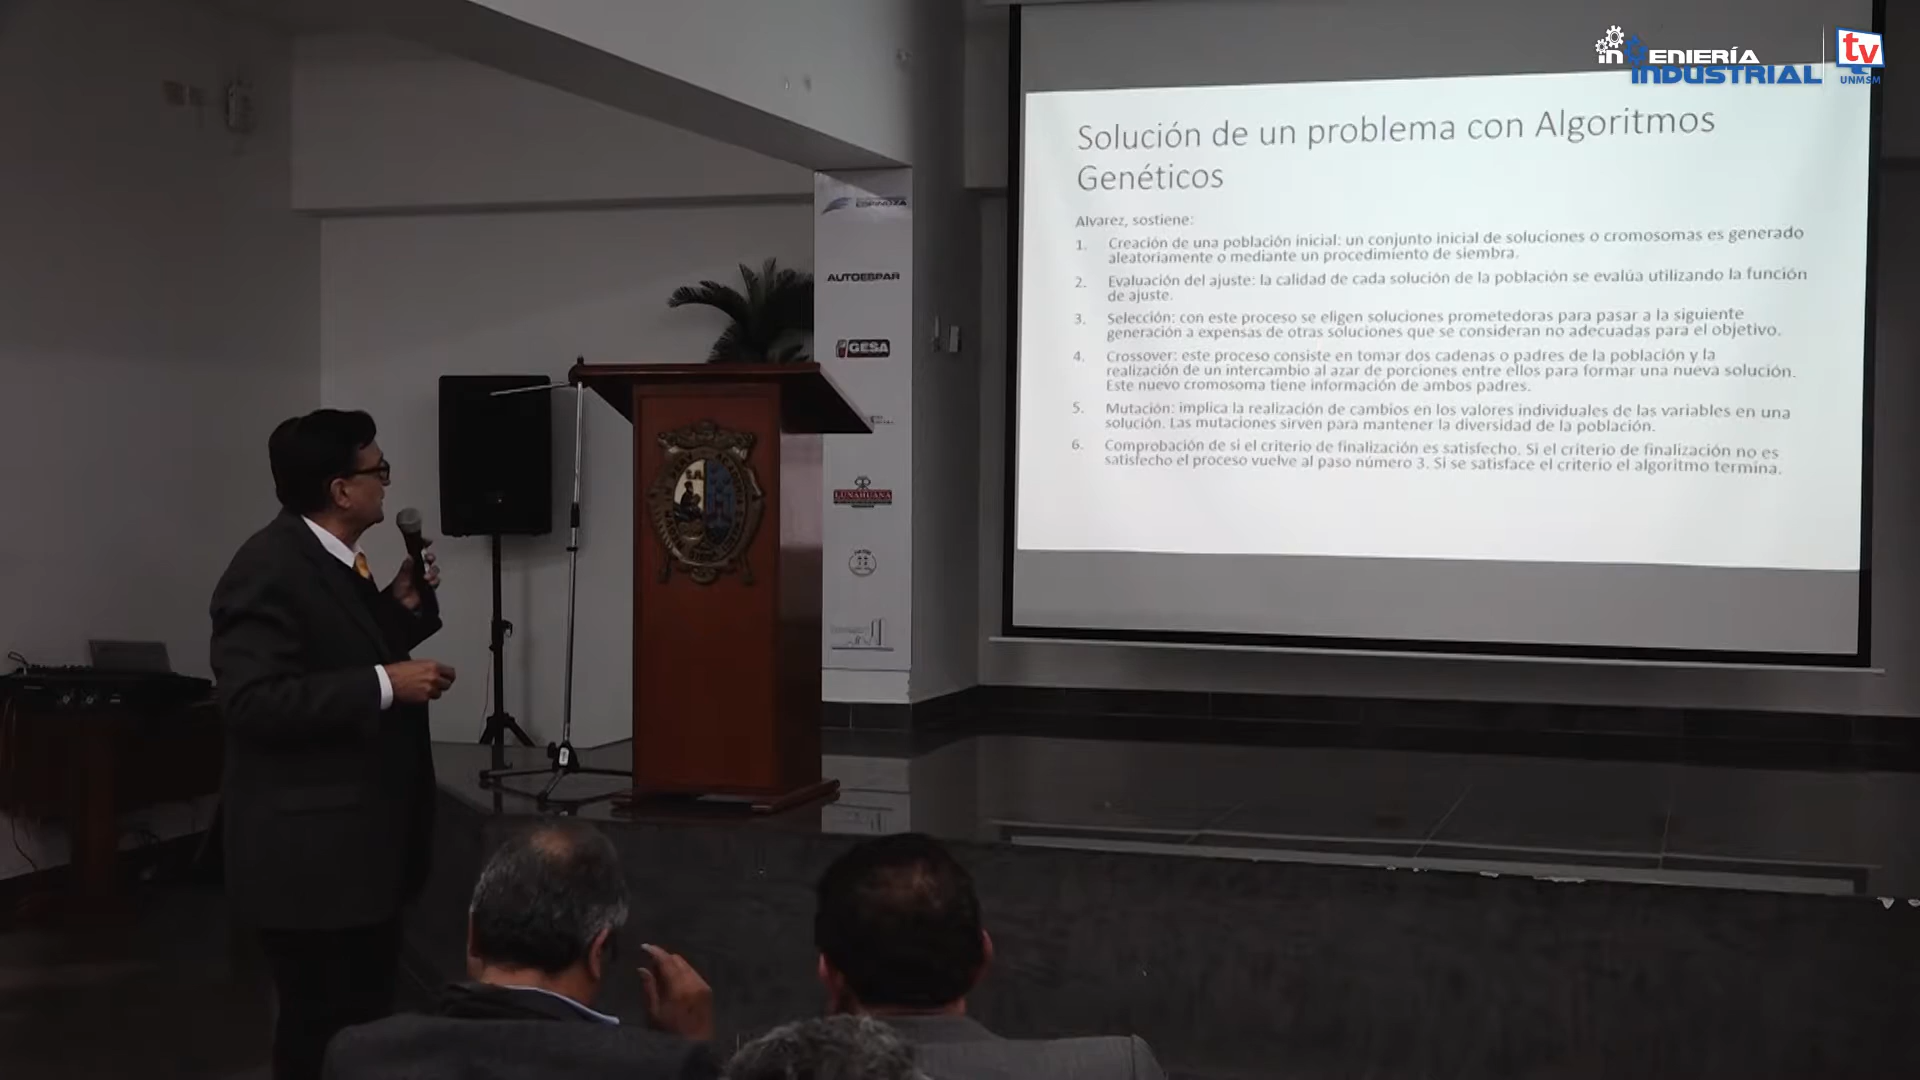 INGENIERÍA
INDUSTRIAL
tv
UNMSM
Solución de un problema con Algoritmos
Genéticos
Alvarez, sostiene:
1. Creación de una población inicial: un conjunto inicial de soluciones o cromosomas es generado
aleatoriamente o mediante un procedimiento de siembra.
2. Evaluación del ajuste: la calidad de cada solución de la población se evalúa utilizando la función
de ajuste.
3. Selección: con este proceso se eligen soluciones prometedoras para pasar a la siguiente
generación a expensas de otras soluciones que se consideran no adecuadas para el objetivo.
4. Crossover: este proceso consiste en tomar dos cadenas o padres de la población y la
realización de un intercambio al azar de porciones entre ellos para formar una nueva solución.
Este nuevo cromosoma tiene información de ambos padres.
5. Mutación: implica la realización de cambios en los valores individuales de las variables en una
solución. Las mutaciones sirven para mantener la diversidad de la población.
6. Comprobación de si el criterio de finalización es satisfecho. Si el criterio de finalización no es
satisfecho el proceso vuelve al paso número 3. Si se satisface el criterio el algoritmo termina.
ESPINOZA
AUTOESPAR
GESA
LUNAHUANA